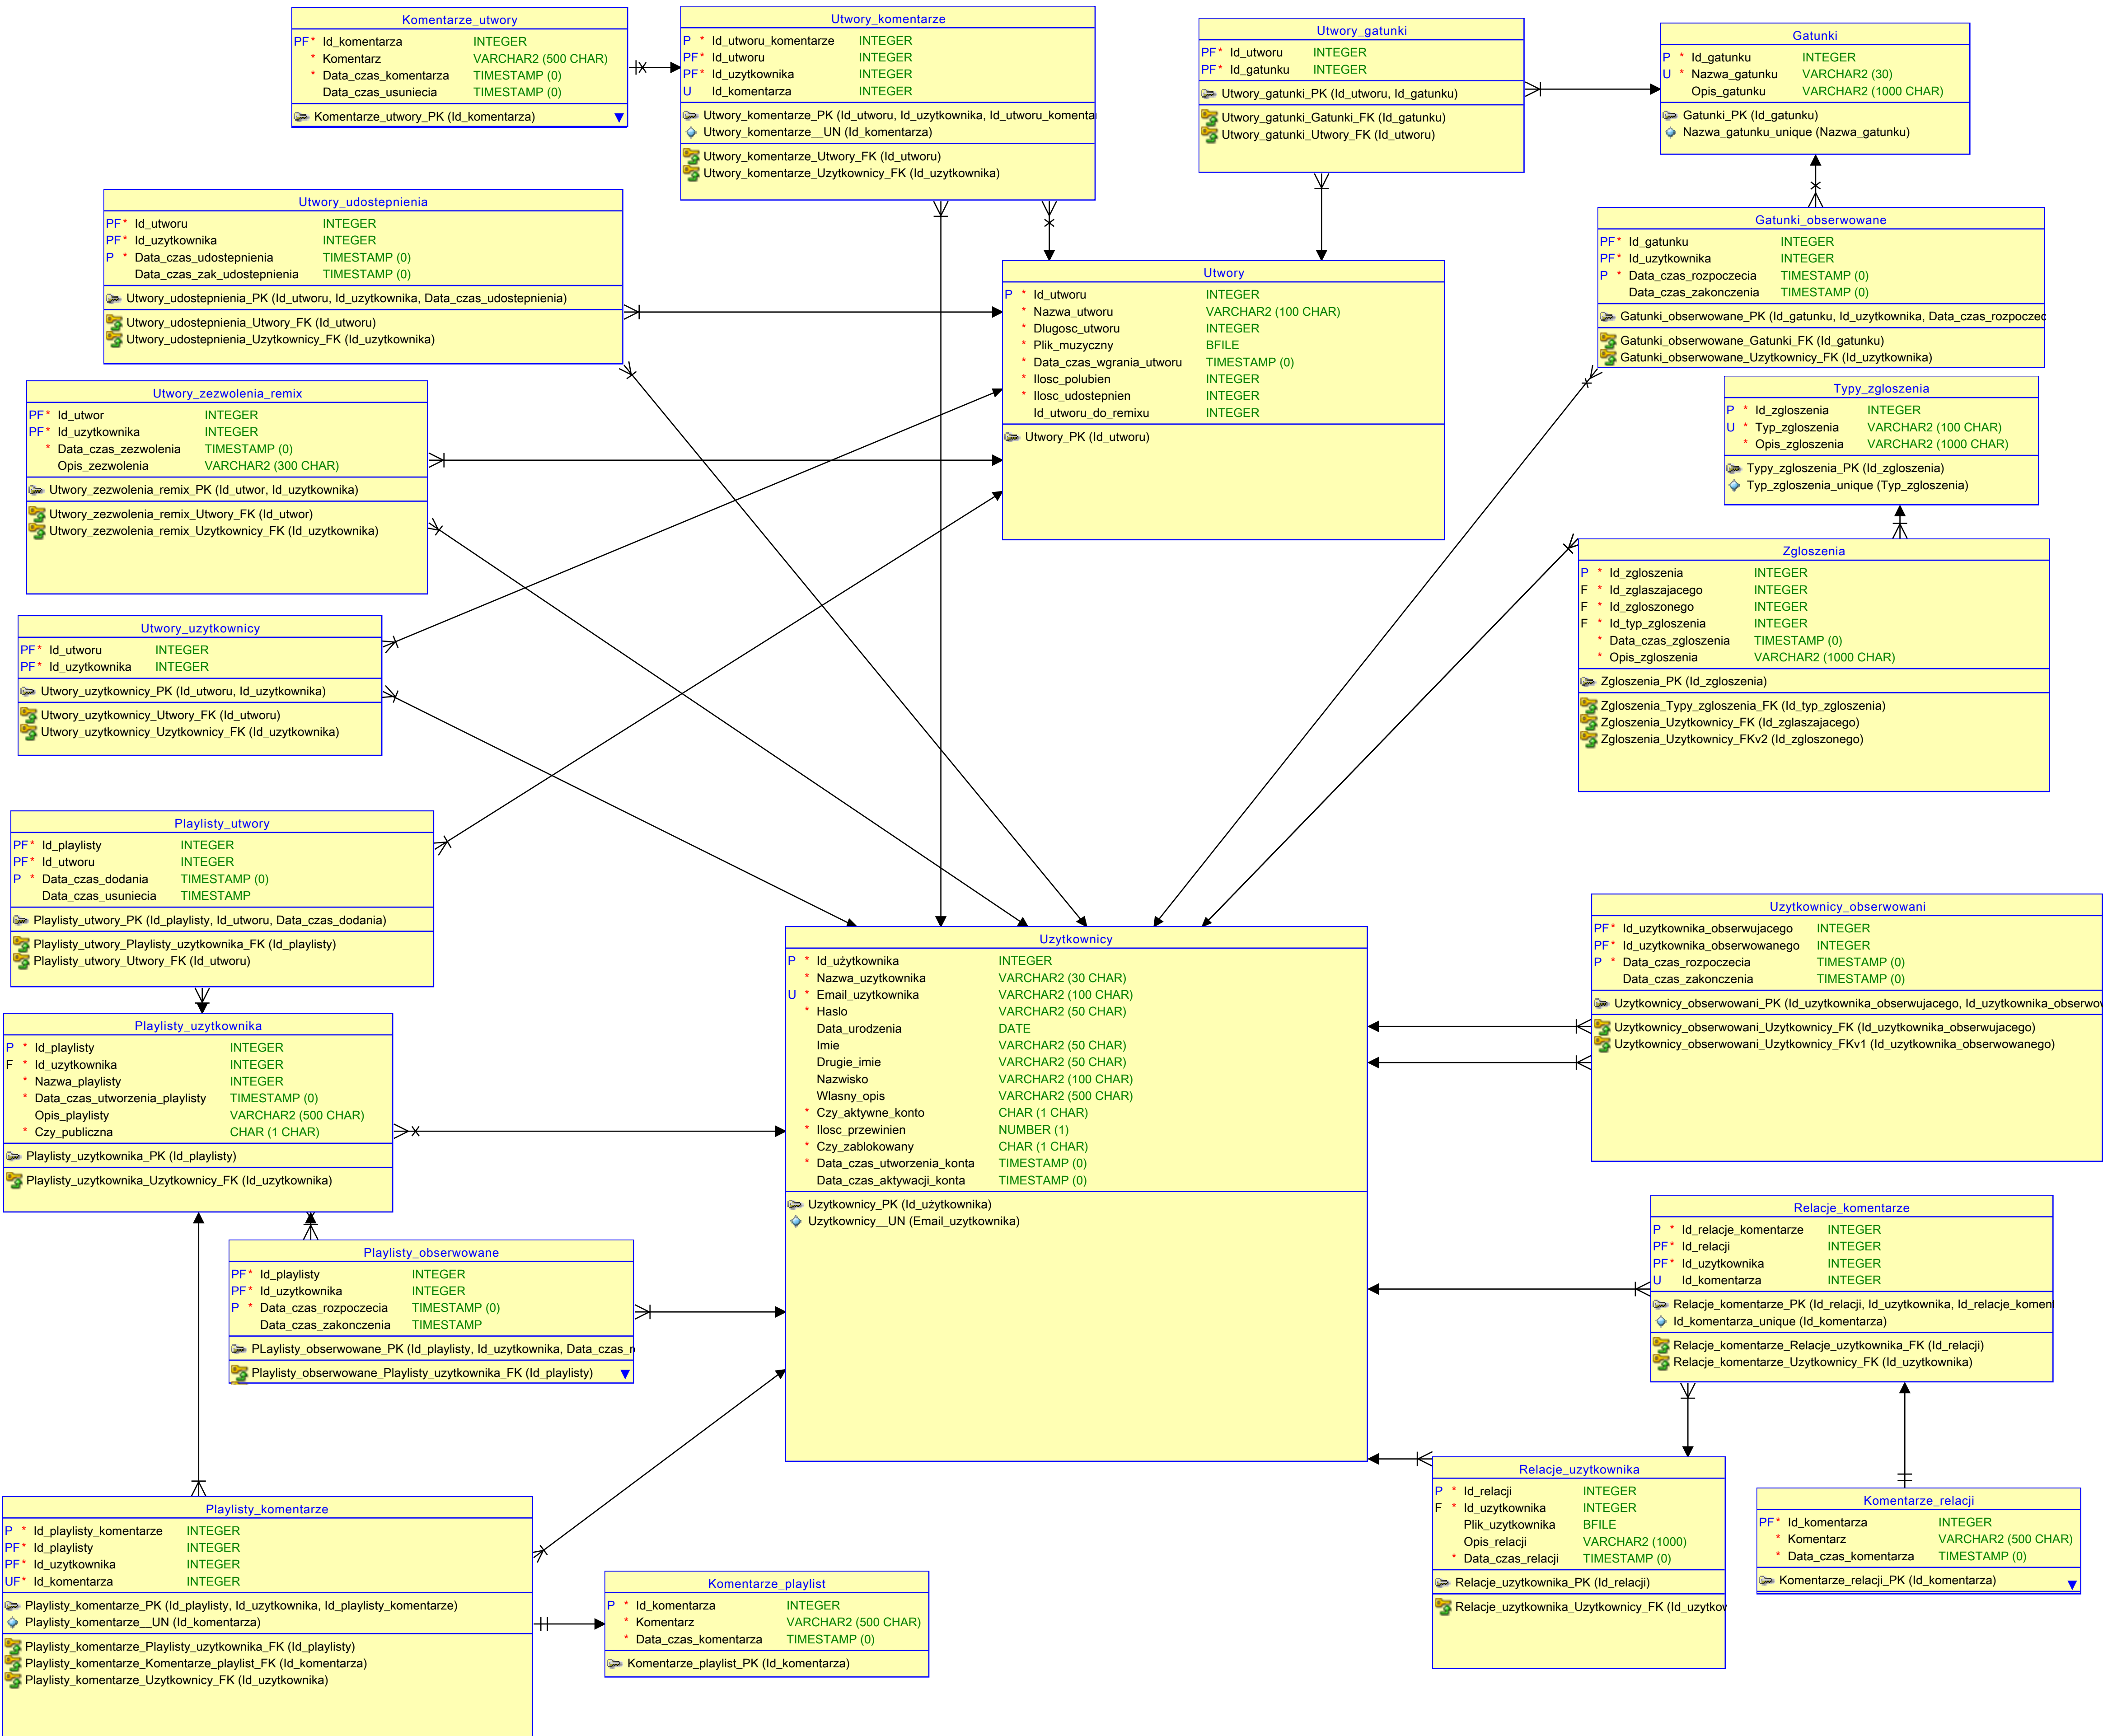 Komentarze_utwory
PF* Id_komentarza INTEGER
* Komentarz VARCHAR2 (500 CHAR)
* Data_czas_komentarza TIMESTAMP (0)
Data_czas_usuniecia TIMESTAMP (0)
Komentarze_utwory_PK (Id_komentarza)
Utwory_komentarze
P * Id_utworu_komentarze INTEGER
PF* Id_utworu INTEGER
PF* Id_uzytkownika INTEGER
U Id_komentarza INTEGER
Utwory_komentarze_PK (Id_utworu, Id_uzytkownika, Id_utworu_komenta
Utwory_komentarze__UN (Id_komentarza)
Utwory_komentarze_Utwory_FK (Id_utworu)
Utwory_komentarze_Uzytkownicy_FK (Id_uzytkownika)
Utwory_gatunki
PF* Id_utworu INTEGER
PF* Id_gatunku INTEGER
Utwory_gatunki_PK (Id_utworu, Id_gatunku)
Utwory_gatunki_Gatunki_FK (Id_gatunku)
Utwory_gatunki_Utwory_FK (Id_utworu)
Gatunki
P * Id_gatunku INTEGER
U * Nazwa_gatunku VARCHAR2 (30)
Opis_gatunku VARCHAR2 (1000 CHAR)
Gatunki_PK (Id_gatunku)
Nazwa_gatunku_unique (Nazwa_gatunku)
Utwory_udostepnienia
PF* Id_utworu INTEGER
PF* Id_uzytkownika INTEGER
P * Data_czas_udostepnienia TIMESTAMP (0)
Data_czas_zak_udostepnienia TIMESTAMP (0)
Utwory_udostepnienia_PK (Id_utworu, Id_uzytkownika, Data_czas_udostepnienia)
Utwory_udostepnienia_Utwory_FK (Id_utworu)
Utwory_udostepnienia_Uzytkownicy_FK (Id_uzytkownika)
Gatunki_obserwowane
PF* Id_gatunku INTEGER
PF* Id_uzytkownika INTEGER
P * Data_czas_rozpoczecia TIMESTAMP (0)
Data_czas_zakonczenia TIMESTAMP (0)
Gatunki_obserwowane_PK (Id_gatunku, Id_uzytkownika, Data_czas_rozpoczec
Gatunki_obserwowane_Gatunki_FK (Id_gatunku)
Gatunki_obserwowane_Uzytkownicy_FK (Id_uzytkownika)
Utwory
P * Id_utworu INTEGER
* Nazwa_utworu VARCHAR2 (100 CHAR)
* Dlugosc_utworu INTEGER
* Plik_muzyczny BFILE
* Data_czas_wgrania_utworu TIMESTAMP (0)
* Ilosc_polubien INTEGER
* Ilosc_udostepnien INTEGER
Id_utworu_do_remixu INTEGER
Utwory_PK (Id_utworu)
Utwory_zezwolenia_remix
PF* Id_utwor INTEGER
PF* Id_uzytkownika INTEGER
* Data_czas_zezwolenia TIMESTAMP (0)
Opis_zezwolenia VARCHAR2 (300 CHAR)
Utwory_zezwolenia_remix_PK (Id_utwor, Id_uzytkownika)
Utwory_zezwolenia_remix_Utwory_FK (Id_utwor)
Utwory_zezwolenia_remix_Uzytkownicy_FK (Id_uzytkownika)
Typy_zgloszenia
P * Id_zgloszenia INTEGER
U * Typ_zgloszenia VARCHAR2 (100 CHAR)
* Opis_zgloszenia VARCHAR2 (1000 CHAR)
Typy_zgloszenia_PK (Id_zgloszenia)
Typ_zgloszenia_unique (Typ_zgloszenia)
Zgloszenia
P * Id_zgloszenia INTEGER
F * Id_zglaszajacego INTEGER
F * Id_zgloszonego INTEGER
F * Id_typ_zgloszenia INTEGER
* Data_czas_zgloszenia TIMESTAMP (0)
* Opis_zgloszenia VARCHAR2 (1000 CHAR)
Zgloszenia_PK (Id_zgloszenia)
Zgloszenia_Typy_zgloszenia_FK (Id_typ_zgloszenia)
Zgloszenia_Uzytkownicy_FK (Id_zglaszajacego)
Zgloszenia_Uzytkownicy_FKv2 (Id_zgloszonego)
Utwory_uzytkownicy
PF* Id_utworu INTEGER
PF* Id_uzytkownika INTEGER
Utwory_uzytkownicy_PK (Id_utworu, Id_uzytkownika)
Utwory_uzytkownicy_Utwory_FK (Id_utworu)
Utwory_uzytkownicy_Uzytkownicy_FK (Id_uzytkownika)
Playlisty_utwory
PF* Id_playlisty INTEGER
PF* Id_utworu INTEGER
P * Data_czas_dodania TIMESTAMP (0)
Data_czas_usuniecia TIMESTAMP
Playlisty_utwory_PK (Id_playlisty, Id_utworu, Data_czas_dodania)
Playlisty_utwory_Playlisty_uzytkownika_FK (Id_playlisty)
Playlisty_utwory_Utwory_FK (Id_utworu)
Uzytkownicy
P * Id_użytkownika INTEGER
* Nazwa_uzytkownika VARCHAR2 (30 CHAR)
U * Email_uzytkownika VARCHAR2 (100 CHAR)
* Haslo VARCHAR2 (50 CHAR)
Data_urodzenia DATE
Imie VARCHAR2 (50 CHAR)
Drugie_imie VARCHAR2 (50 CHAR)
Nazwisko VARCHAR2 (100 CHAR)
Wlasny_opis VARCHAR2 (500 CHAR)
* Czy_aktywne_konto CHAR (1 CHAR)
* Ilosc_przewinien NUMBER (1)
* Czy_zablokowany CHAR (1 CHAR)
* Data_czas_utworzenia_konta TIMESTAMP (0)
Data_czas_aktywacji_konta TIMESTAMP (0)
Uzytkownicy_PK (Id_użytkownika)
Uzytkownicy__UN (Email_uzytkownika)
Uzytkownicy_obserwowani
PF* Id_uzytkownika_obserwujacego INTEGER
PF* Id_uzytkownika_obserwowanego INTEGER
P * Data_czas_rozpoczecia TIMESTAMP (0)
Data_czas_zakonczenia TIMESTAMP (0)
Uzytkownicy_obserwowani_PK (Id_uzytkownika_obserwujacego, Id_uzytkownika_obserwow
Uzytkownicy_obserwowani_Uzytkownicy_FK (Id_uzytkownika_obserwujacego)
Uzytkownicy_obserwowani_Uzytkownicy_FKv1 (Id_uzytkownika_obserwowanego)
Playlisty_uzytkownika
P * Id_playlisty INTEGER
F * Id_uzytkownika INTEGER
* Nazwa_playlisty INTEGER
* Data_czas_utworzenia_playlisty TIMESTAMP (0)
Opis_playlisty VARCHAR2 (500 CHAR)
* Czy_publiczna CHAR (1 CHAR)
Playlisty_uzytkownika_PK (Id_playlisty)
Playlisty_uzytkownika_Uzytkownicy_FK (Id_uzytkownika)
Playlisty_obserwowane
PF* Id_playlisty INTEGER
PF* Id_uzytkownika INTEGER
P * Data_czas_rozpoczecia TIMESTAMP (0)
Data_czas_zakonczenia TIMESTAMP
PLaylisty_obserwowane_PK (Id_playlisty, Id_uzytkownika, Data_czas_r
Playlisty_obserwowane_Playlisty_uzytkownika_FK (Id_playlisty)
Relacje_komentarze
P * Id_relacje_komentarze INTEGER
PF* Id_relacji INTEGER
PF* Id_uzytkownika INTEGER
U Id_komentarza INTEGER
Relacje_komentarze_PK (Id_relacji, Id_uzytkownika, Id_relacje_koment
Id_komentarza_unique (Id_komentarza)
Relacje_komentarze_Relacje_uzytkownika_FK (Id_relacji)
Relacje_komentarze_Uzytkownicy_FK (Id_uzytkownika)
Relacje_uzytkownika
P * Id_relacji INTEGER
F * Id_uzytkownika INTEGER
Plik_uzytkownika BFILE
Opis_relacji VARCHAR2 (1000)
* Data_czas_relacji TIMESTAMP (0)
Relacje_uzytkownika_PK (Id_relacji)
Relacje_uzytkownika_Uzytkownicy_FK (Id_uzytkow
Komentarze_relacji
PF* Id_komentarza INTEGER
* Komentarz VARCHAR2 (500 CHAR)
* Data_czas_komentarza TIMESTAMP (0)
Komentarze_relacji_PK (Id_komentarza)
Playlisty_komentarze
P * Id_playlisty_komentarze INTEGER
PF* Id_playlisty INTEGER
PF* Id_uzytkownika INTEGER
UF* Id_komentarza INTEGER
Playlisty_komentarze_PK (Id_playlisty, Id_uzytkownika, Id_playlisty_komentarze)
Playlisty_komentarze__UN (Id_komentarza)
Playlisty_komentarze_Playlisty_uzytkownika_FK (Id_playlisty)
Playlisty_komentarze_Komentarze_playlist_FK (Id_komentarza)
Playlisty_komentarze_Uzytkownicy_FK (Id_uzytkownika)
Komentarze_playlist
P * Id_komentarza INTEGER
* Komentarz VARCHAR2 (500 CHAR)
* Data_czas_komentarza TIMESTAMP (0)
Komentarze_playlist_PK (Id_komentarza)